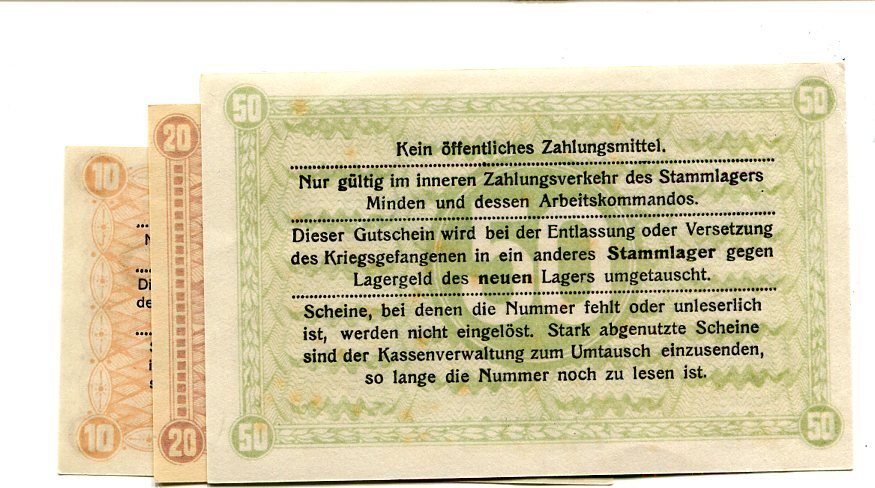 50 50
Kein öffentliches Zahlungsmittel.
Nur gültig im inneren Zahlungsverkehr des Stammlagers
Minden und dessen Arbeitskommandos.
Dieser Gutschein wird bei der Entlassung oder Versetzung
des Kriegsgefangenen in ein anderes Stammlager gegen
Lagergeld des neuen Lagers umgetauscht.
Scheine, bei denen die Nummer fehlt oder unleserlich
ist, werden nicht eingelöst. Stark abgenutzte Scheine
sind der Kassenverwaltung zum Umtausch einzusenden,
so lange die Nummer noch zu lesen ist.
50 50
20
20
10
N
Di
de
10